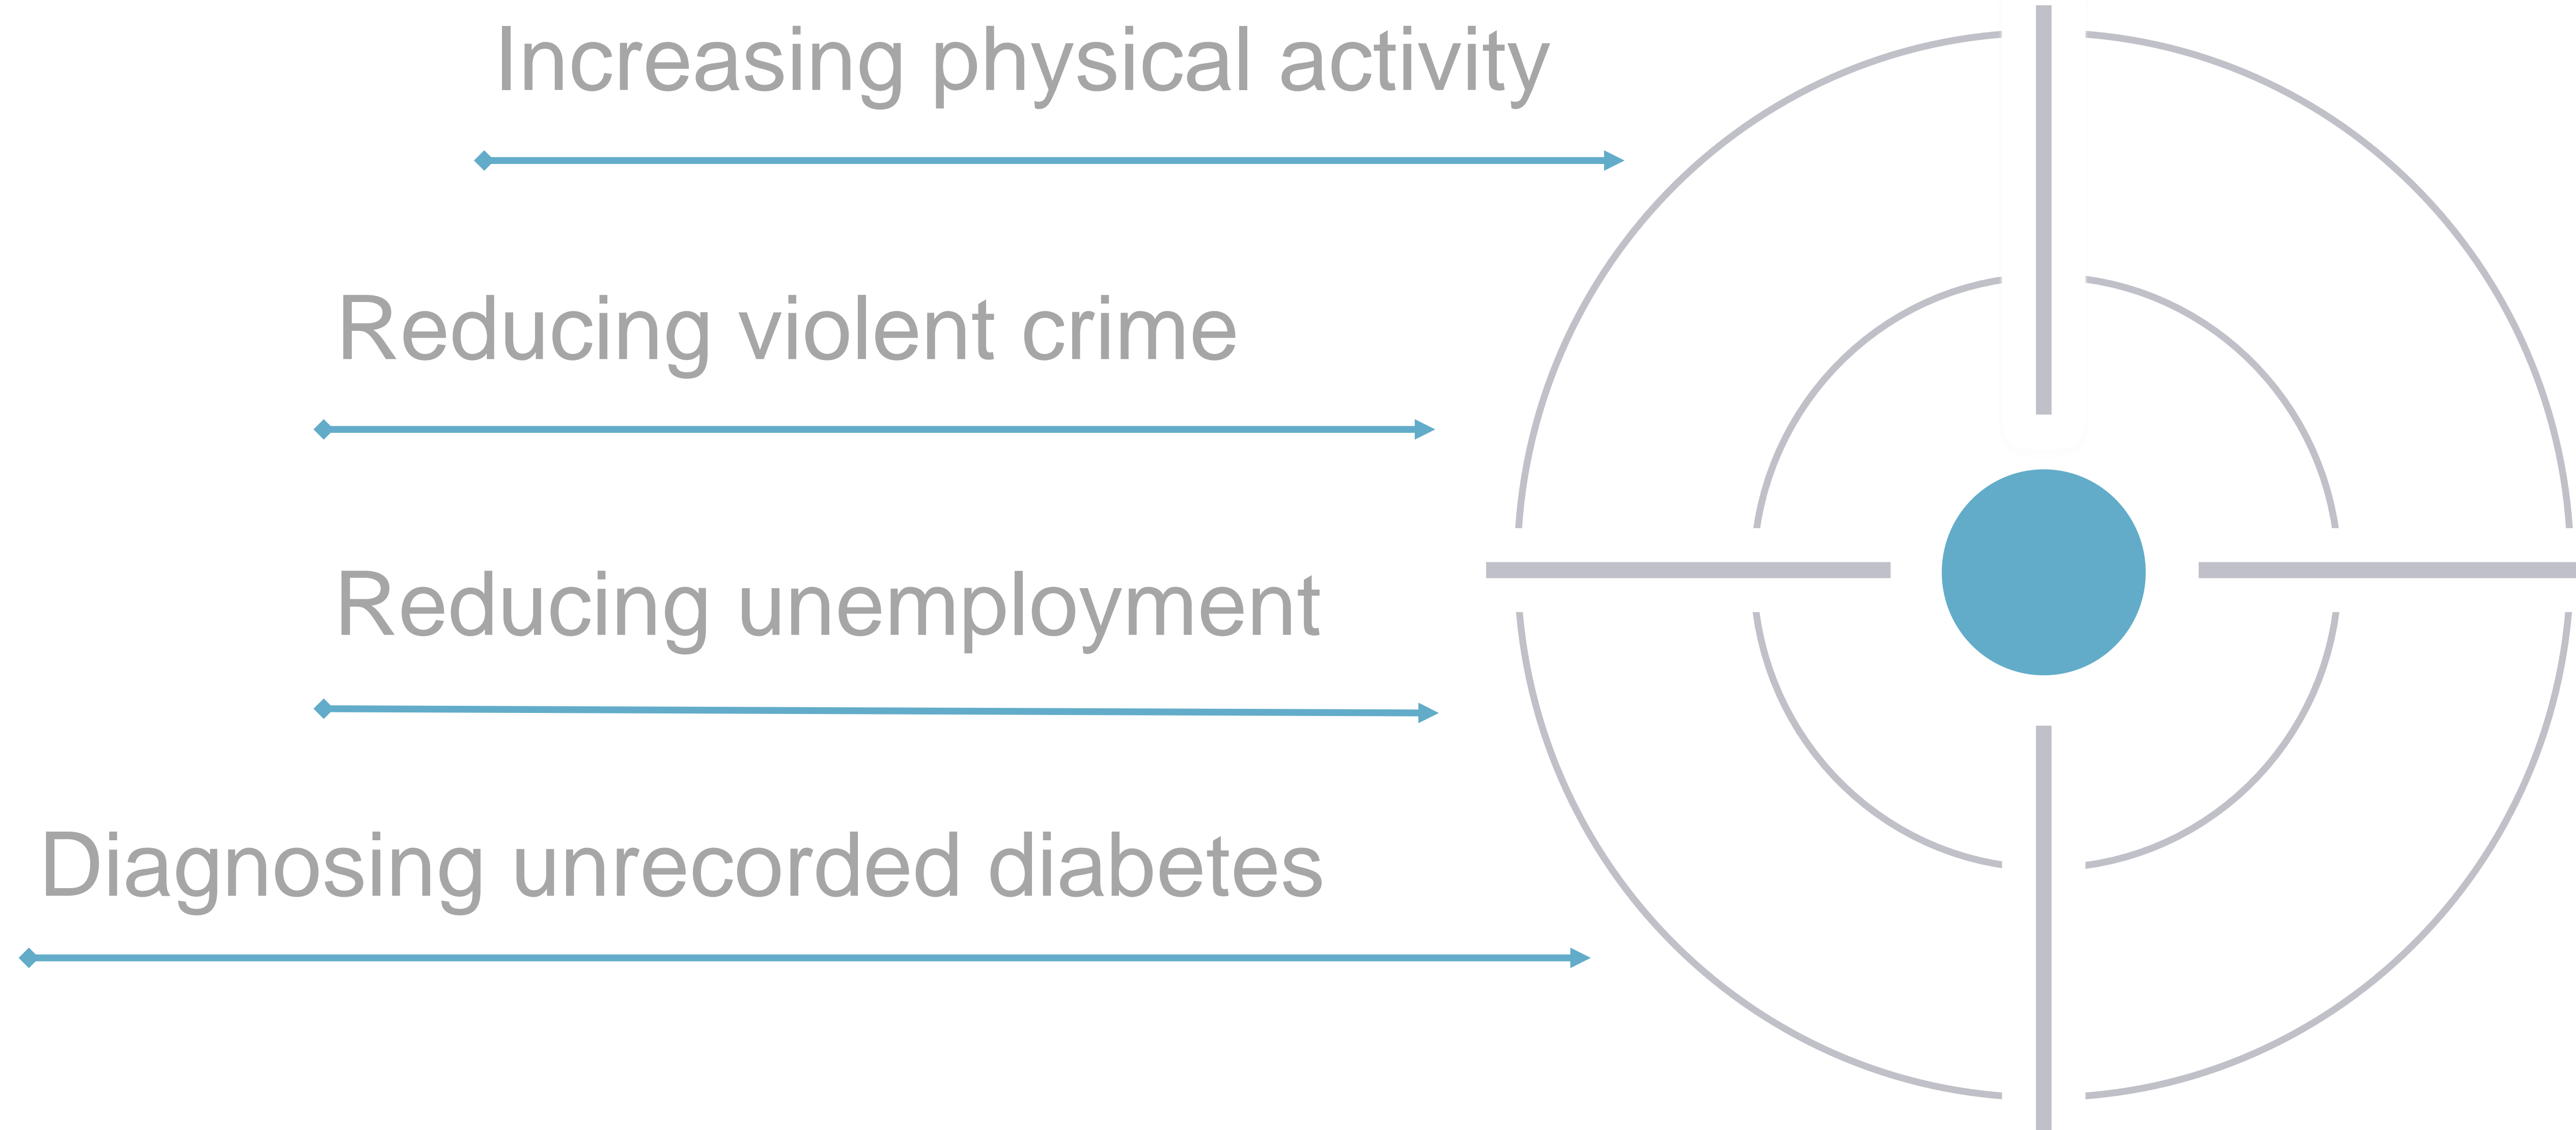 Increasing physical activity
Reducing violent crime
Reducing unemployment
Diagnosing unrecorded diabetes